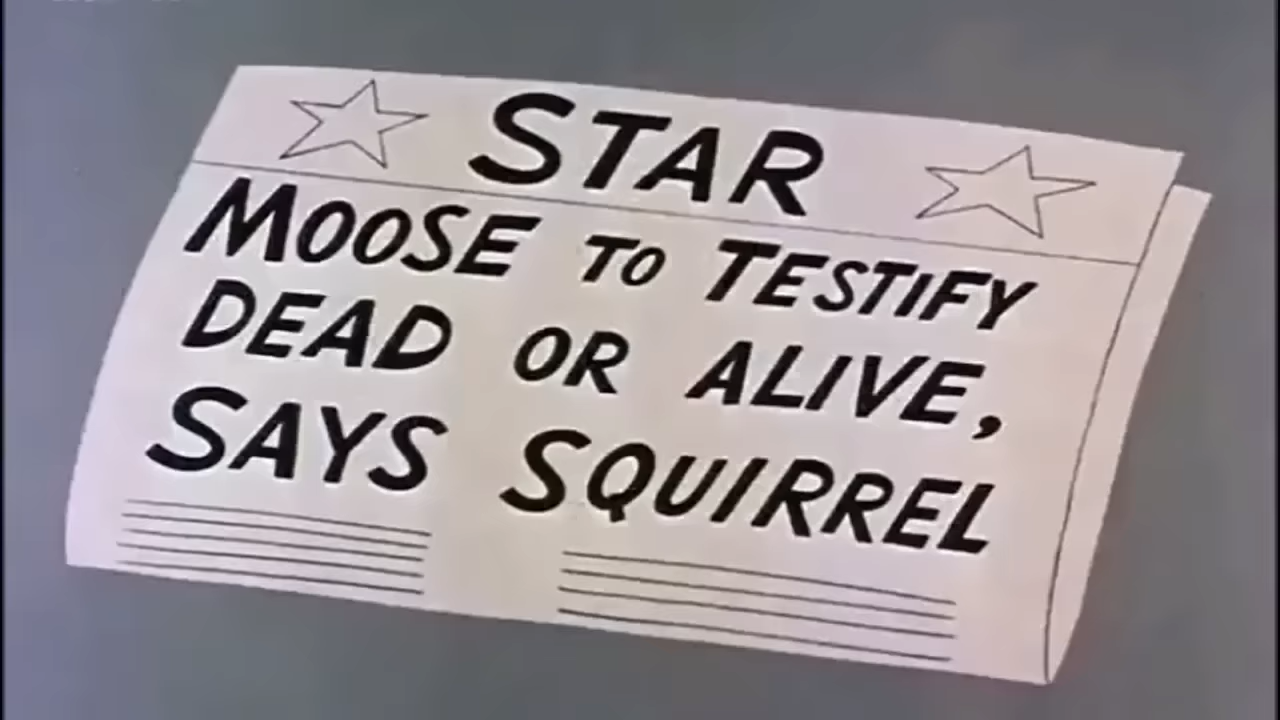 STAR
MOOSE TO TESTIFY
DEAD OR ALIVE,
SAYS SQUIRREL